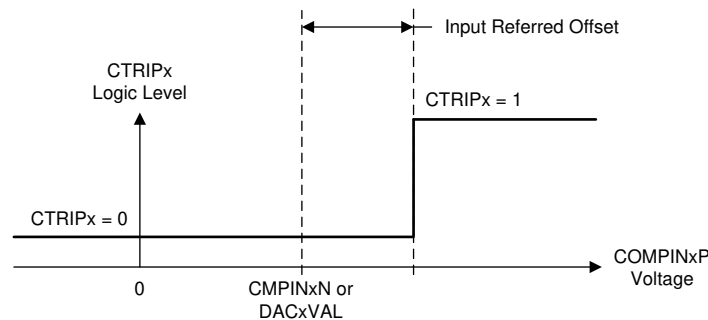 Input Referred Offset
CTRIPx
Logic Level
CTRIPx = 1
CTRIPx = 0
COMPINxP
Voltage
0
CMPINxN or
DACxVAL